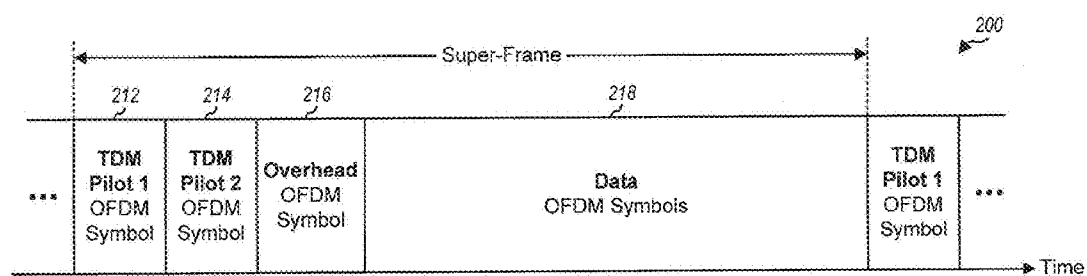 200
Super-Frame
212
214
216
218
TDM
Pilot 1
OFDM
Symbol
TDM
Pilot 2
OFDM
Symbol
Overhead
OFDM
Symbol
Data
OFDM Symbols
TDM
Pilot 1
OFDM
Symbol
•••
•••
Time